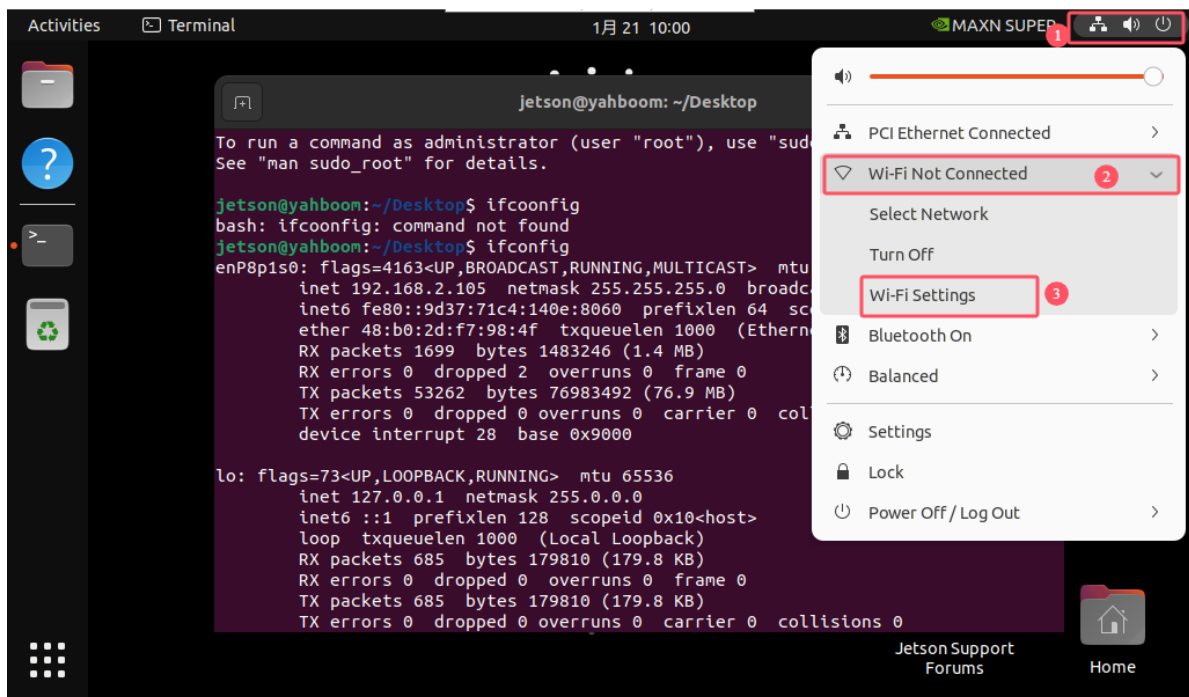 Activities
Terminal
1月 21 10:00
MAXN SUPER
1
jetson@yahboom: ~/Desktop
To run a command as administrator (user "root"), use "sud
See "man sudo_root" for details.
jetson@yahboom:~/Desktop$ ifcoonfig
bash: ifcoonfig: command not found
jetson@yahboom:~/Desktop$ ifconfig
enP8p1s0: flags=4163<UP,BROADCAST,RUNNING,MULTICAST>  mtu
inet 192.168.2.105  netmask 255.255.255.0  broadc
inet6 fe80::9d37:71c4:140e:8060  prefixlen 64  sc
ether 48:b0:2d:f7:98:4f  txqueuelen 1000  (Ethern
RX packets 1699  bytes 1483246 (1.4 MB)
RX errors 0  dropped 2  overruns 0  frame 0
TX packets 53262  bytes 76983492 (76.9 MB)
TX errors 0  dropped 0 overruns 0  carrier 0  col
device interrupt 28  base 0x9000
lo: flags=73<UP,LOOPBACK,RUNNING>  mtu 65536
inet 127.0.0.1  netmask 255.0.0.0
inet6 ::1  prefixlen 128  scopeid 0x10<host>
loop  txqueuelen 1000  (Local Loopback)
RX packets 685  bytes 179810 (179.8 KB)
RX errors 0  dropped 0  overruns 0  frame 0
TX packets 685  bytes 179810 (179.8 KB)
TX errors 0  dropped 0 overruns 0  carrier 0  collisions 0
PCI Ethernet Connected
Wi-Fi Not Connected
2
Select Network
Turn Off
Wi-Fi Settings
3
Bluetooth On
Balanced
Settings
Lock
Power Off / Log Out
Jetson Support
Forums
Home